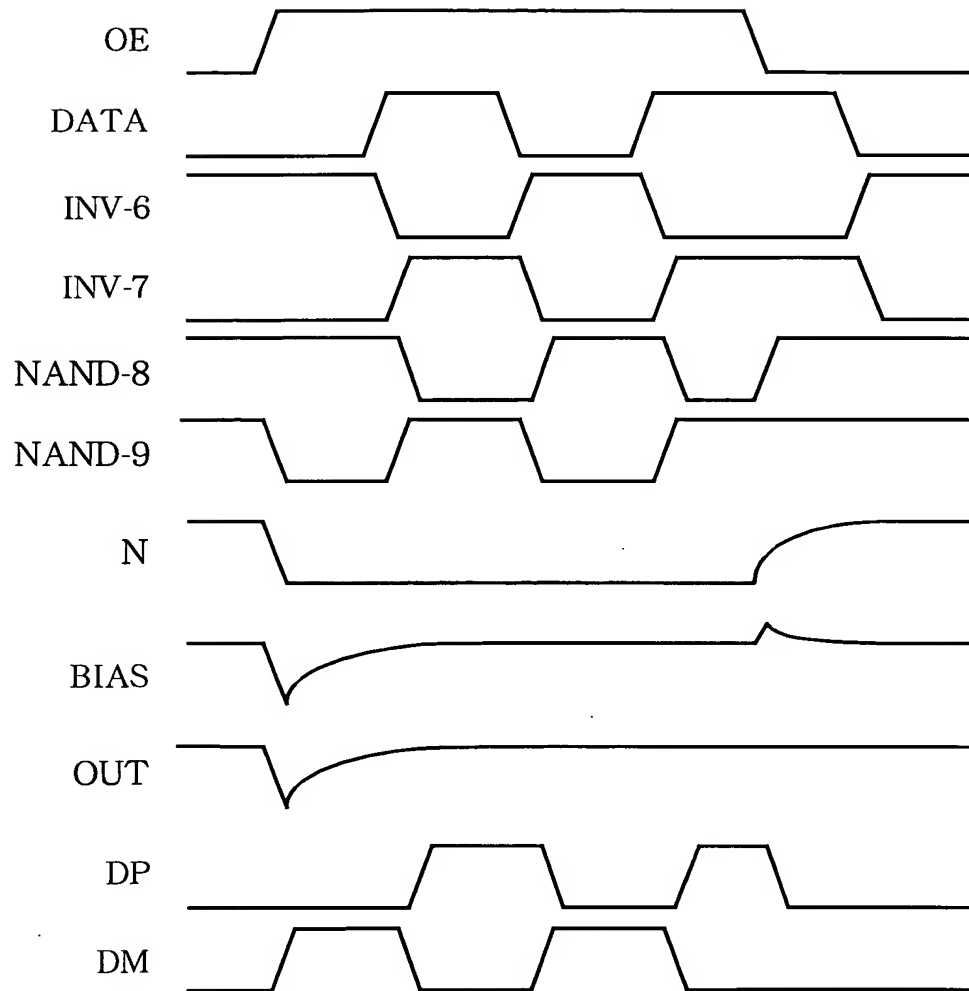 OE
DATA
INV-6
INV-7
NAND-8
NAND-9
N
BIAS
OUT
DP
DM